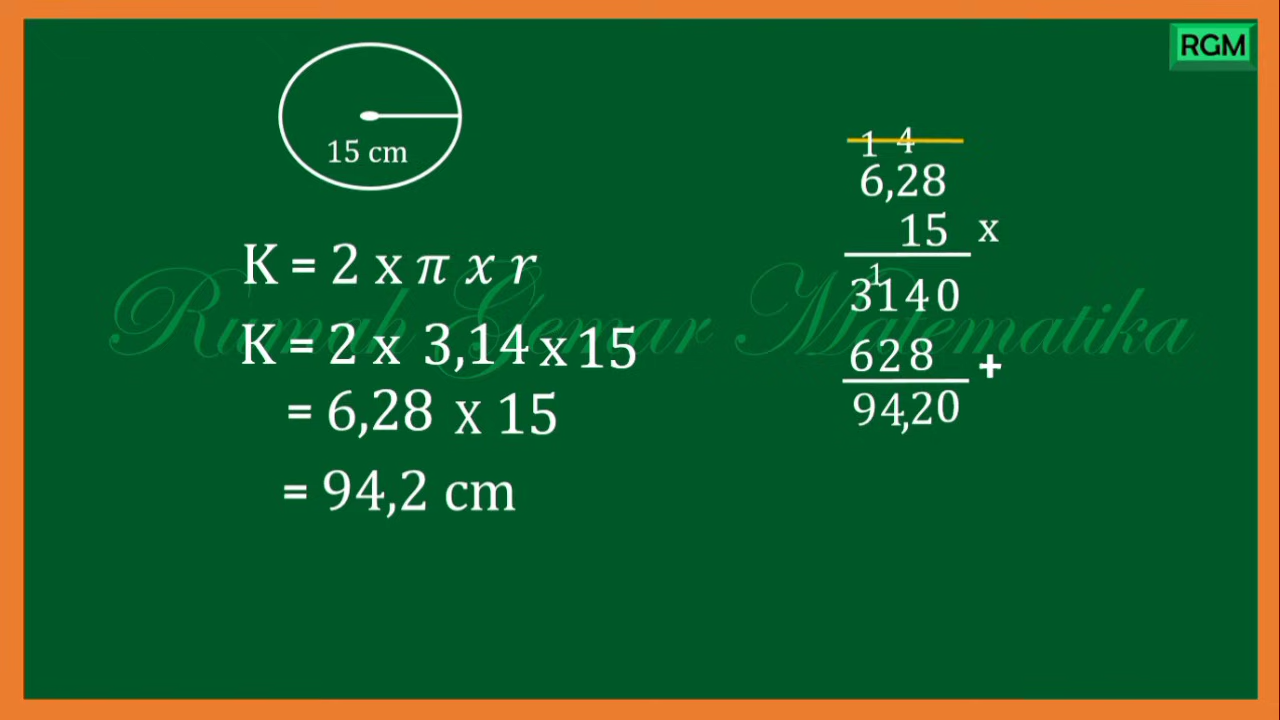 RGM
15 cm
K = 2 x π x r
K = 2 x 3,14 x 15
= 6,28 x 15
= 94,2 cm
1 4
6,28
15 x
1
3140
628 +
94,20
Rumah Gemar Matematika